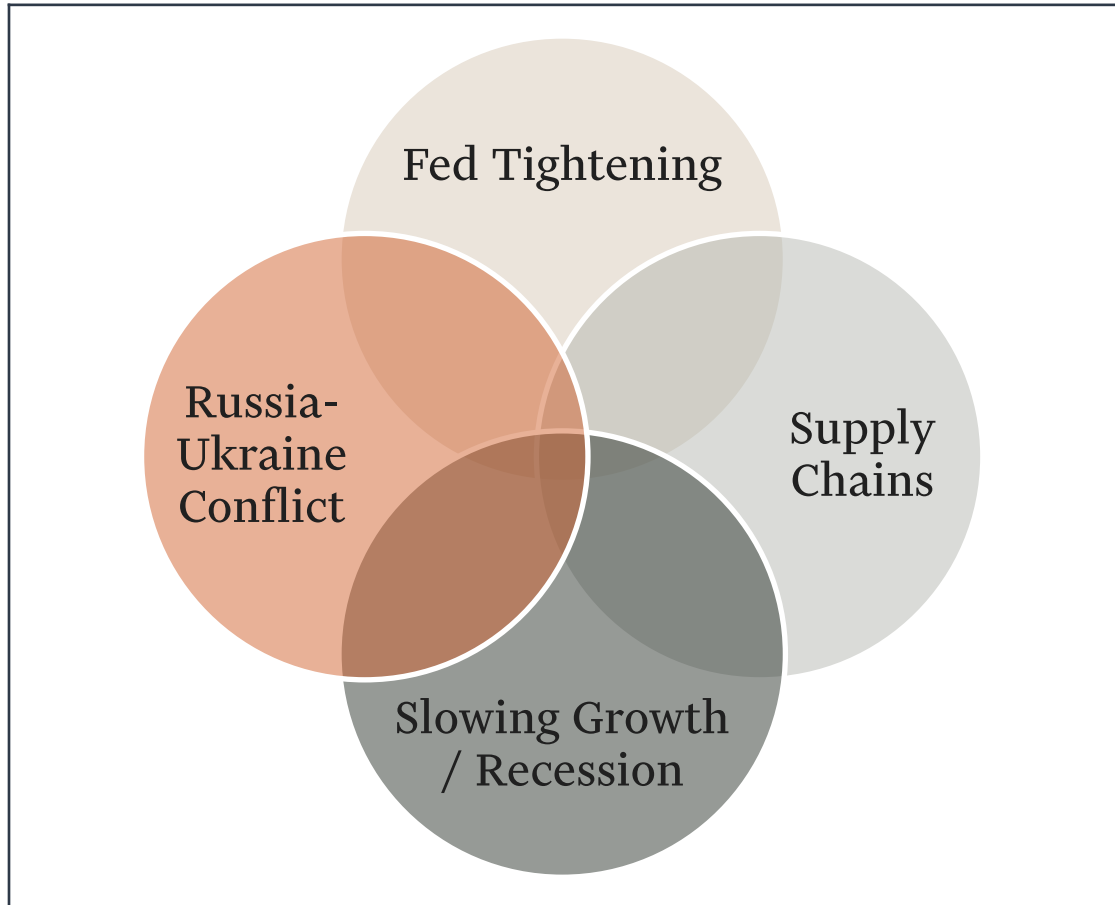 Fed Tightening
Russia-
Ukraine
Conflict
Supply
Chains
Slowing Growth
/ Recession